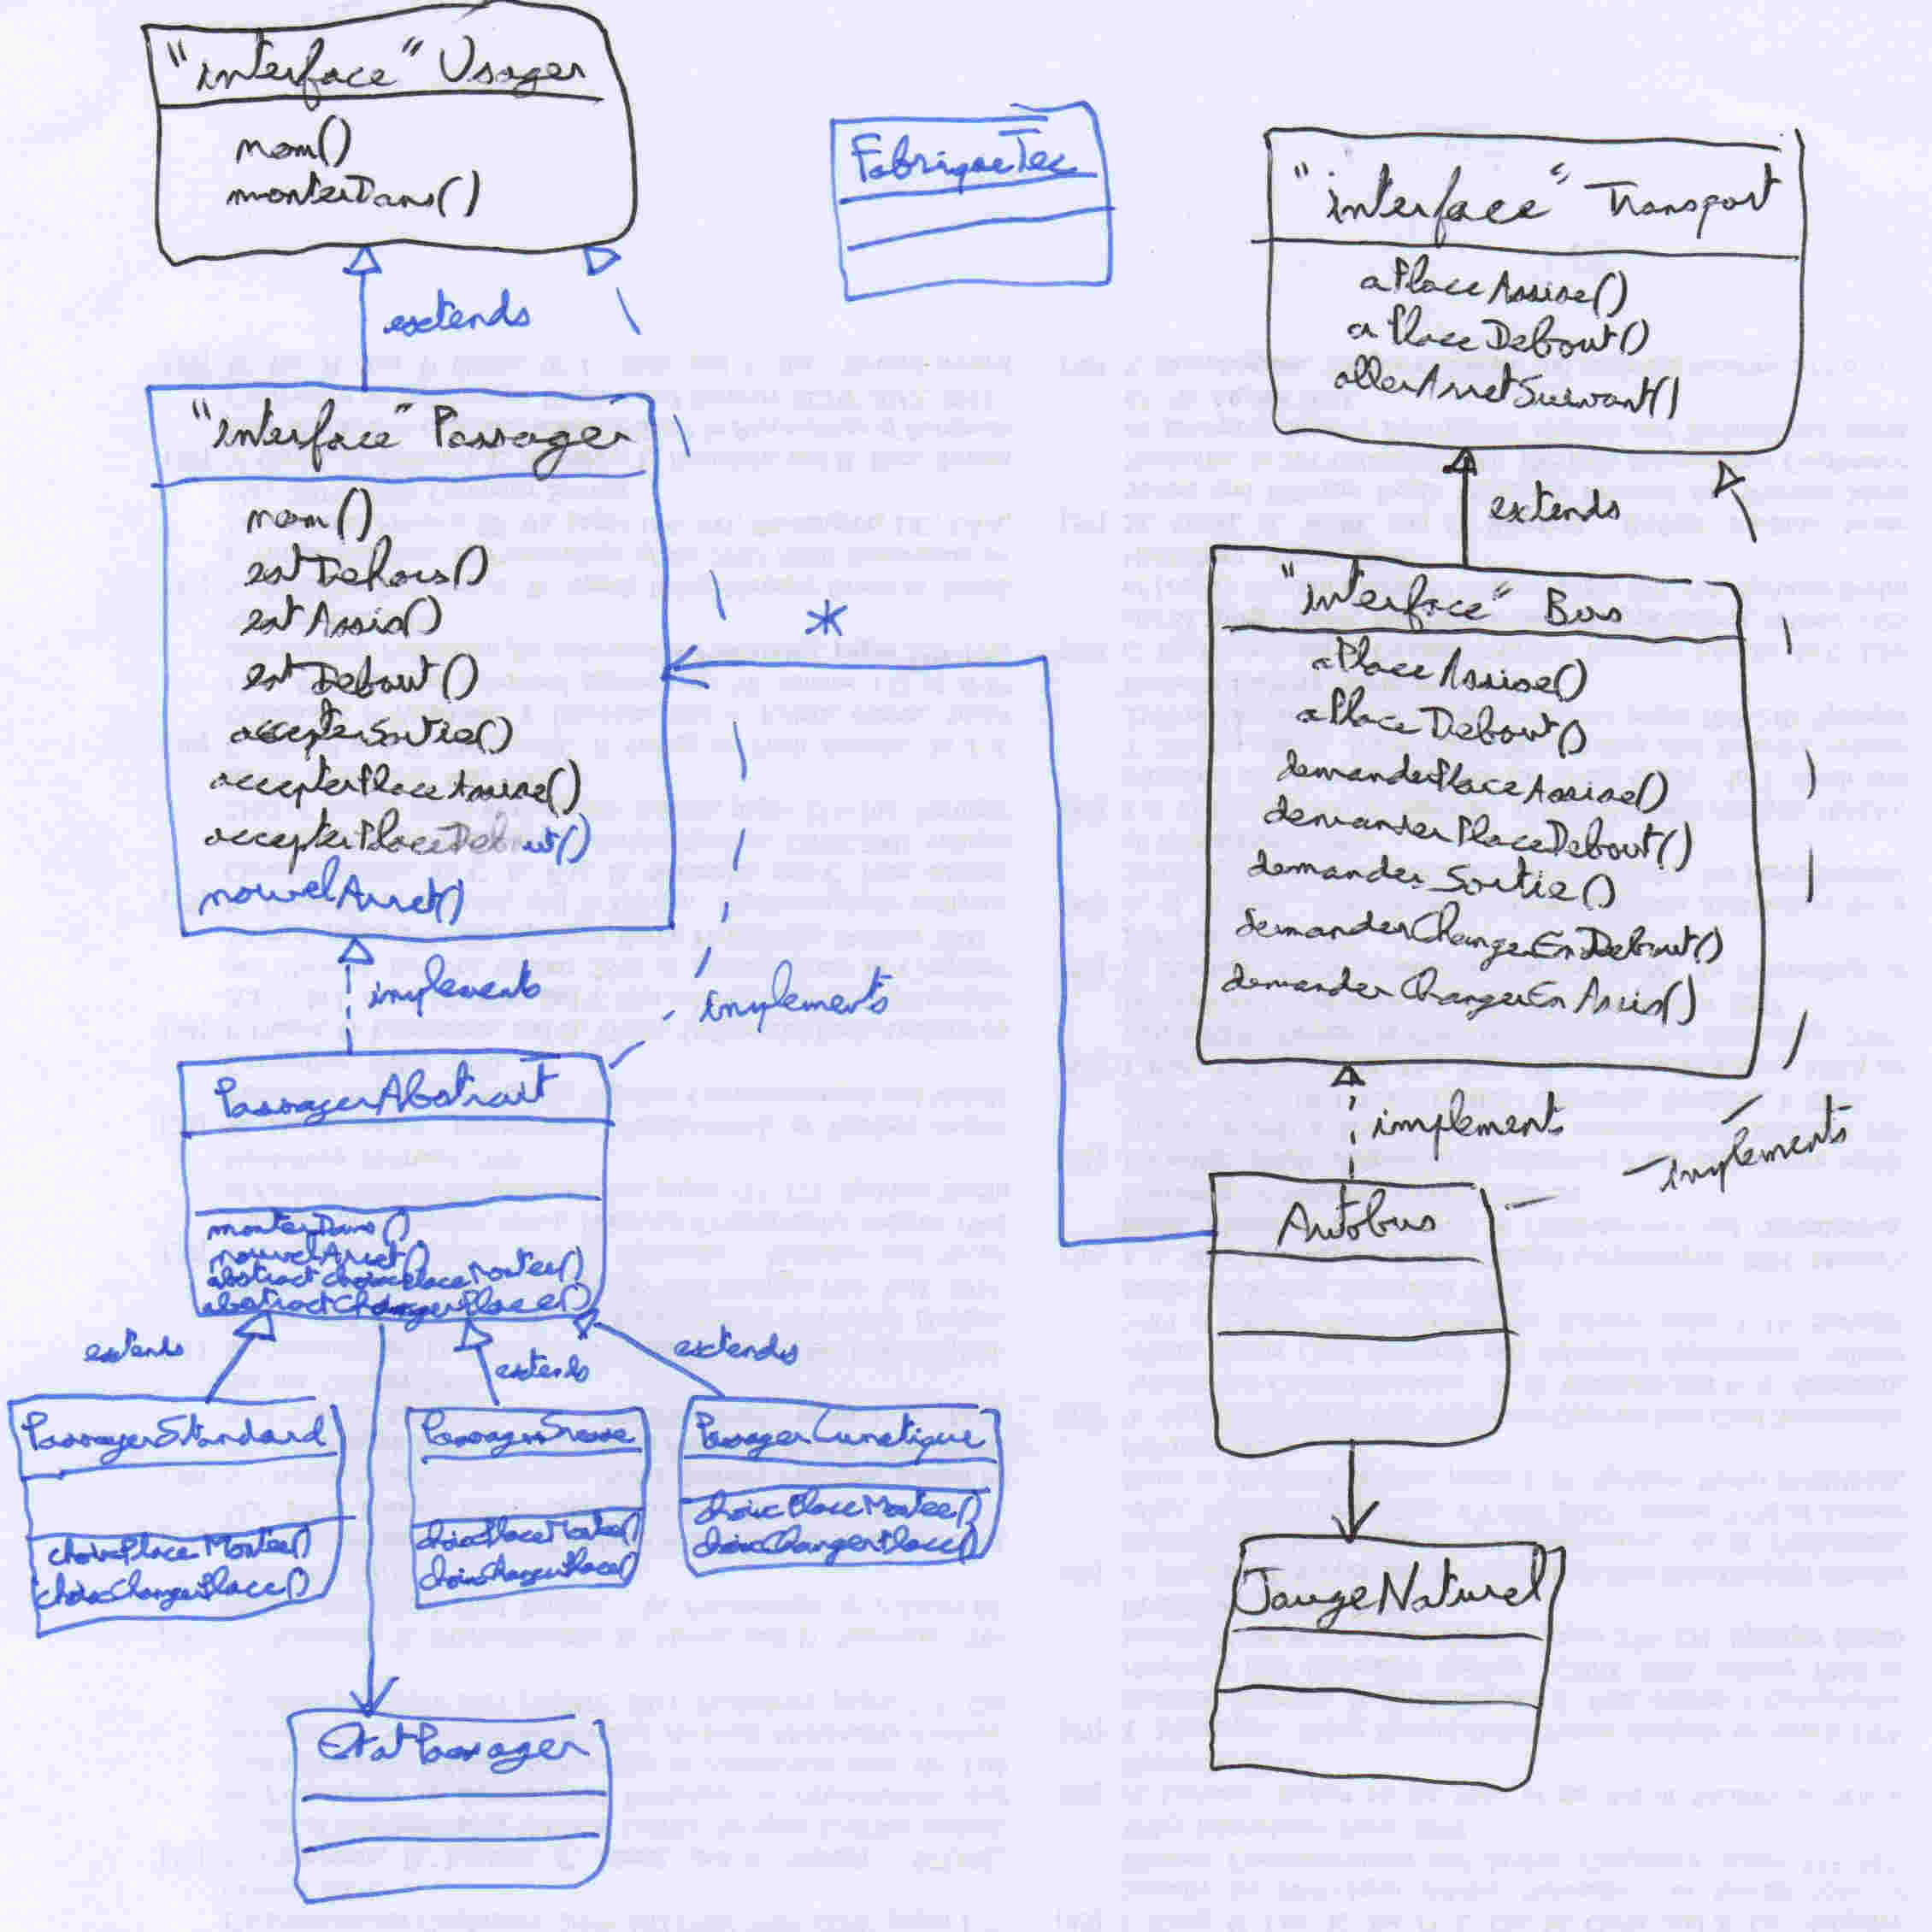 "interface" Usager
nom()
monterDans()
extends
"interface" Passager
nom()
estDehors()
estAssis()
estDebout()
accepterSortie()
accepterPlaceAssise()
accepterPlaceDebout()
nouvelArret()
implements
implements
PassagerAbstrait
monterDans()
nouvelArret()
abstract choixPlaceMontee()
abstract ChangerPlace()
extends
extends
extends
PassagerStandard
choixPlaceMontee()
choixChangerPlace()
PassagerStresse
choixPlaceMontee()
choixChangerPlace()
PassagerLunatique
choixPlaceMontee()
choixChangerPlace()
EtatPassager
FabriqueTec
*
"interface" Transport
aPlaceAssise()
aPlaceDebout()
allerArretSuivant()
extends
"interface" Bus
aPlaceAssise()
aPlaceDebout()
demanderPlaceAssise()
demanderPlaceDebout()
demanderSortie()
demanderChangerEnDebout()
demanderChangerEnAssis()
implement
implements
Autobus
JaugeNaturel